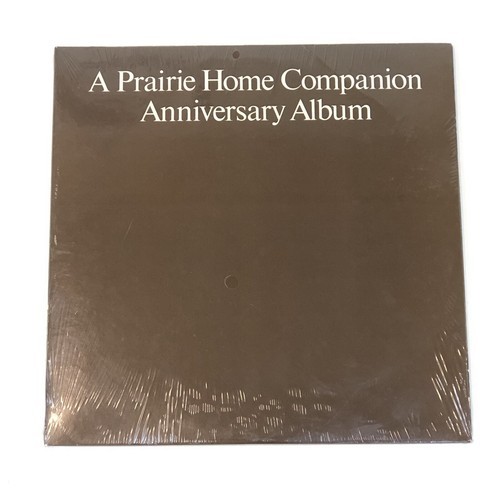 A Prairie Home Companion
Anniversary Album